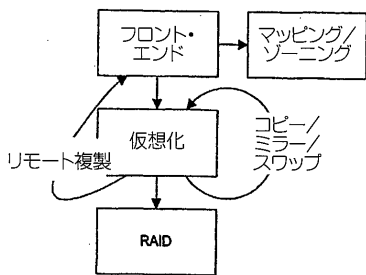 フロント・
エンド
マッピング/
ゾーニング
仮想化
コピー/
ミラー/
スワップ
リモート複製
RAID